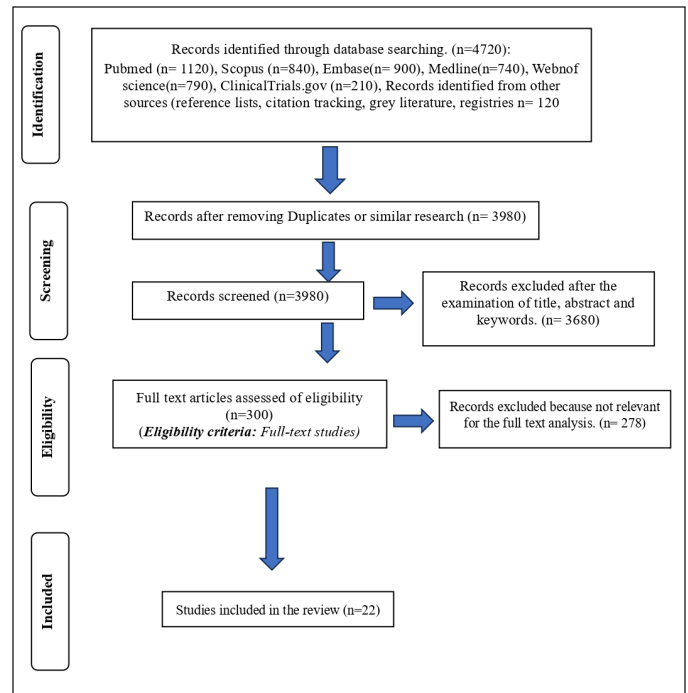 Identification
Records identified through database searching. (n=4720):
Pubmed (n= 1120), Scopus (n=840), Embase(n= 900), Medline(n=740), Webnof
science(n=790), ClinicalTrials.gov (n=210), Records identified from other
sources (reference lists, citation tracking, grey literature, registries n= 120
Screening
Records after removing Duplicates or similar research (n= 3980)
Records screened (n=3980)
Records excluded after the
examination of title, abstract and
keywords. (n= 3680)
Eligibility
Full text articles assessed of eligibility
(n=300)
(Eligibility criteria: Full-text studies)
Records excluded because not relevant
for the full text analysis. (n= 278)
Included
Studies included in the review (n=22)